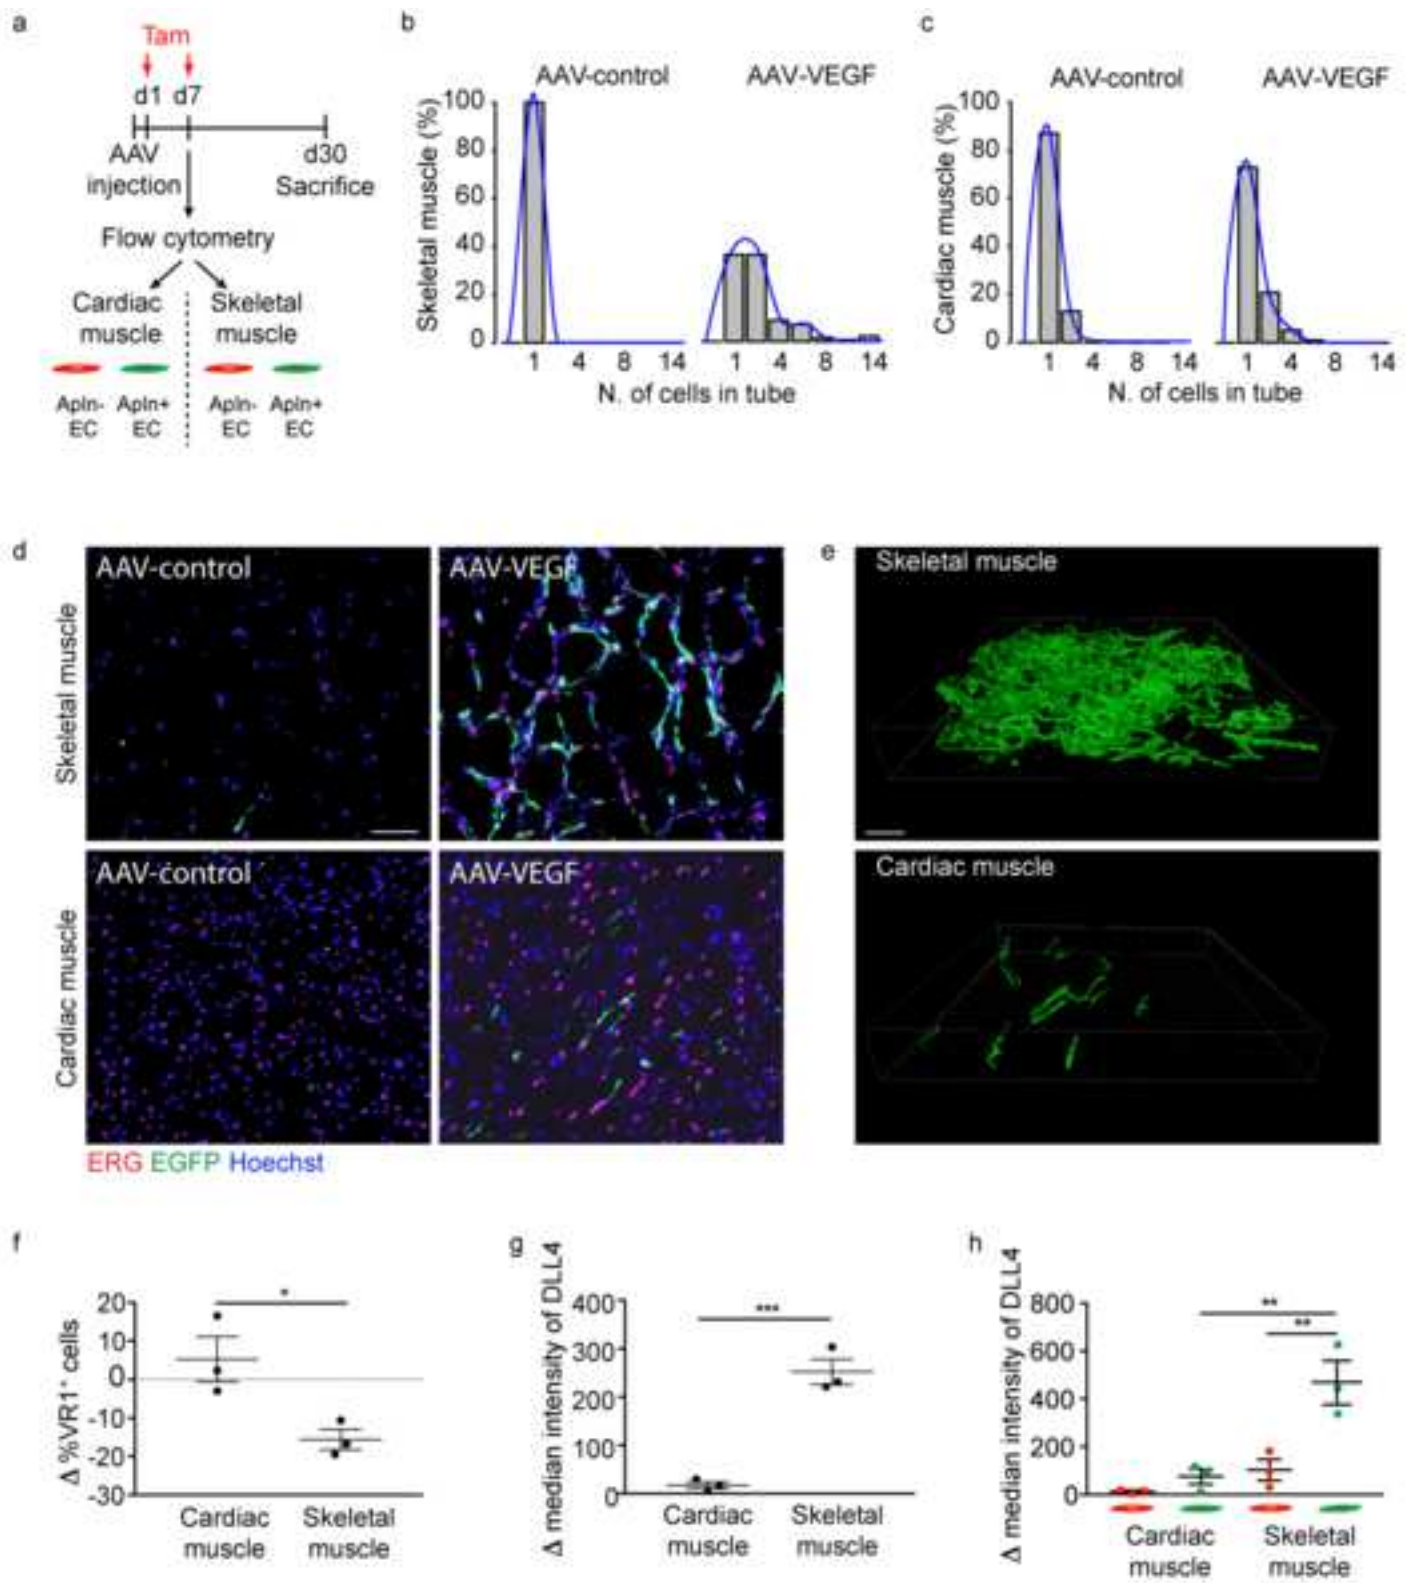 a
Tam
d1 d7
AAV
injection
d30
Sacrifice
Flow cytometry
Cardiac
muscle
Skeletal
muscle
Apln-
EC
Apln+
EC
Apln-
EC
Apln+
EC
b
AAV-control
AAV-VEGF
Skeletal muscle (%)
100
80
60
40
20
0
1 4 8 14
1 4 8 14
N. of cells in tube
c
AAV-control
AAV-VEGF
Cardiac muscle (%)
100
80
60
40
20
0
1 4 8 14
1 4 8 14
N. of cells in tube
d
Skeletal muscle
AAV-control
AAV-VEGF
Cardiac muscle
AAV-control
AAV-VEGF
ERG EGFP Hoechst
e
Skeletal muscle
Cardiac muscle
f
Δ %VR1⁺ cells
20
10
0
-10
-20
-30
*
Cardiac
muscle
Skeletal
muscle
g
Δ median intensity of DLL4
400
300
200
100
0
***
Cardiac
muscle
Skeletal
muscle
h
Δ median intensity of DLL4
800
600
400
200
0
**
**
Cardiac
muscle
Skeletal
muscle